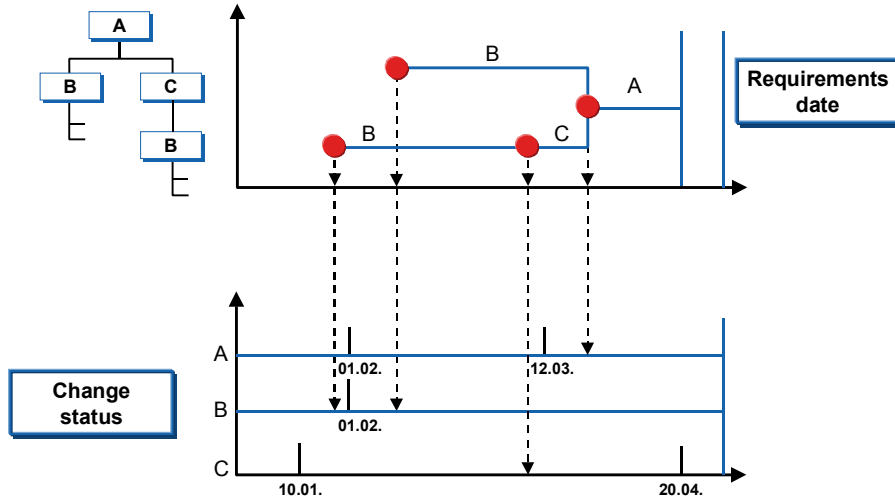 A
B C
B
B
A
B
C
Requirements
date
Change
status
A
01.02. 12.03.
B
01.02.
C
10.01. 20.04.